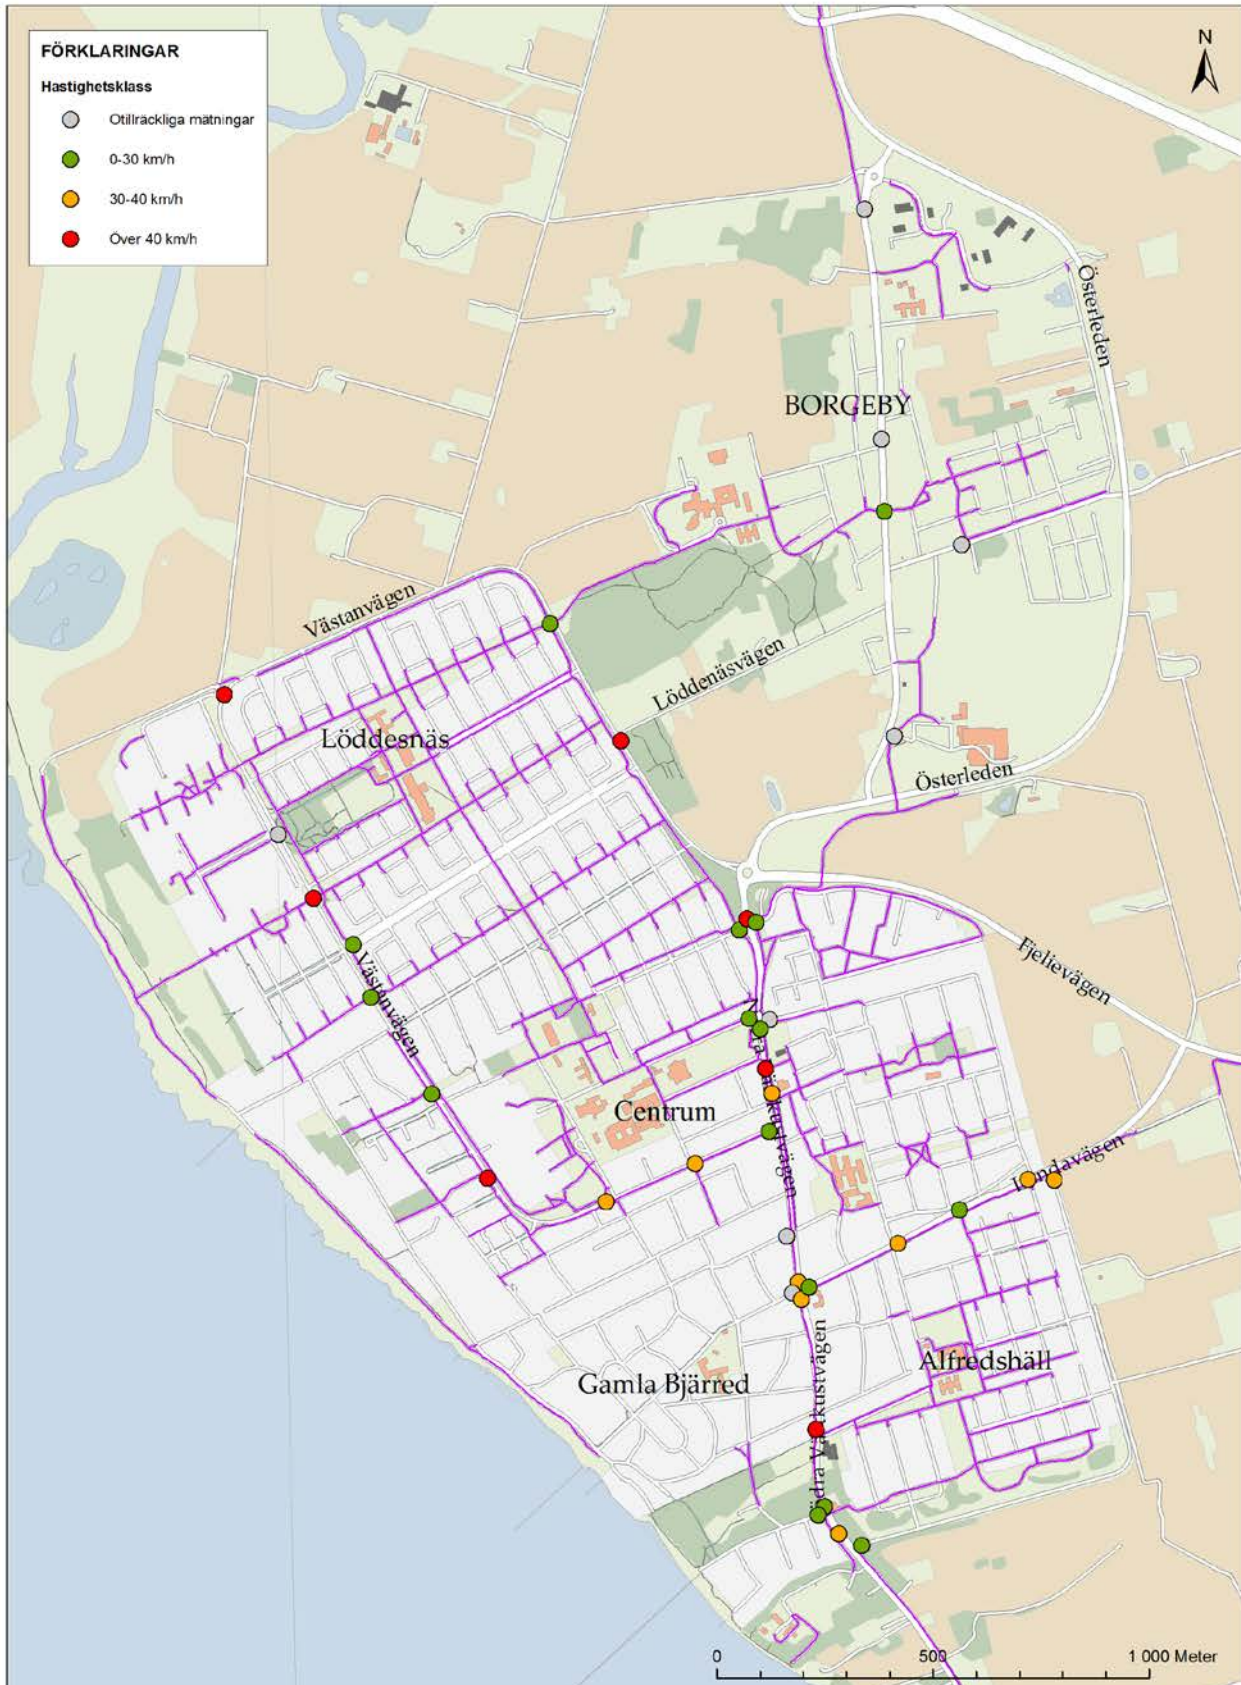 FÖRKLARINGAR
Hastighetsklass
Otillräckliga mätningar
0-30 km/h
30-40 km/h
Över 40 km/h
N
Österleden
BORGEBY
Västanvägen
Löddenäsvägen
Löddesnäs
Österleden
Fjelievägen
Västanvägen
Centrum
Alfredshäll
Gamla Bjärred
0
500
1 000 Meter